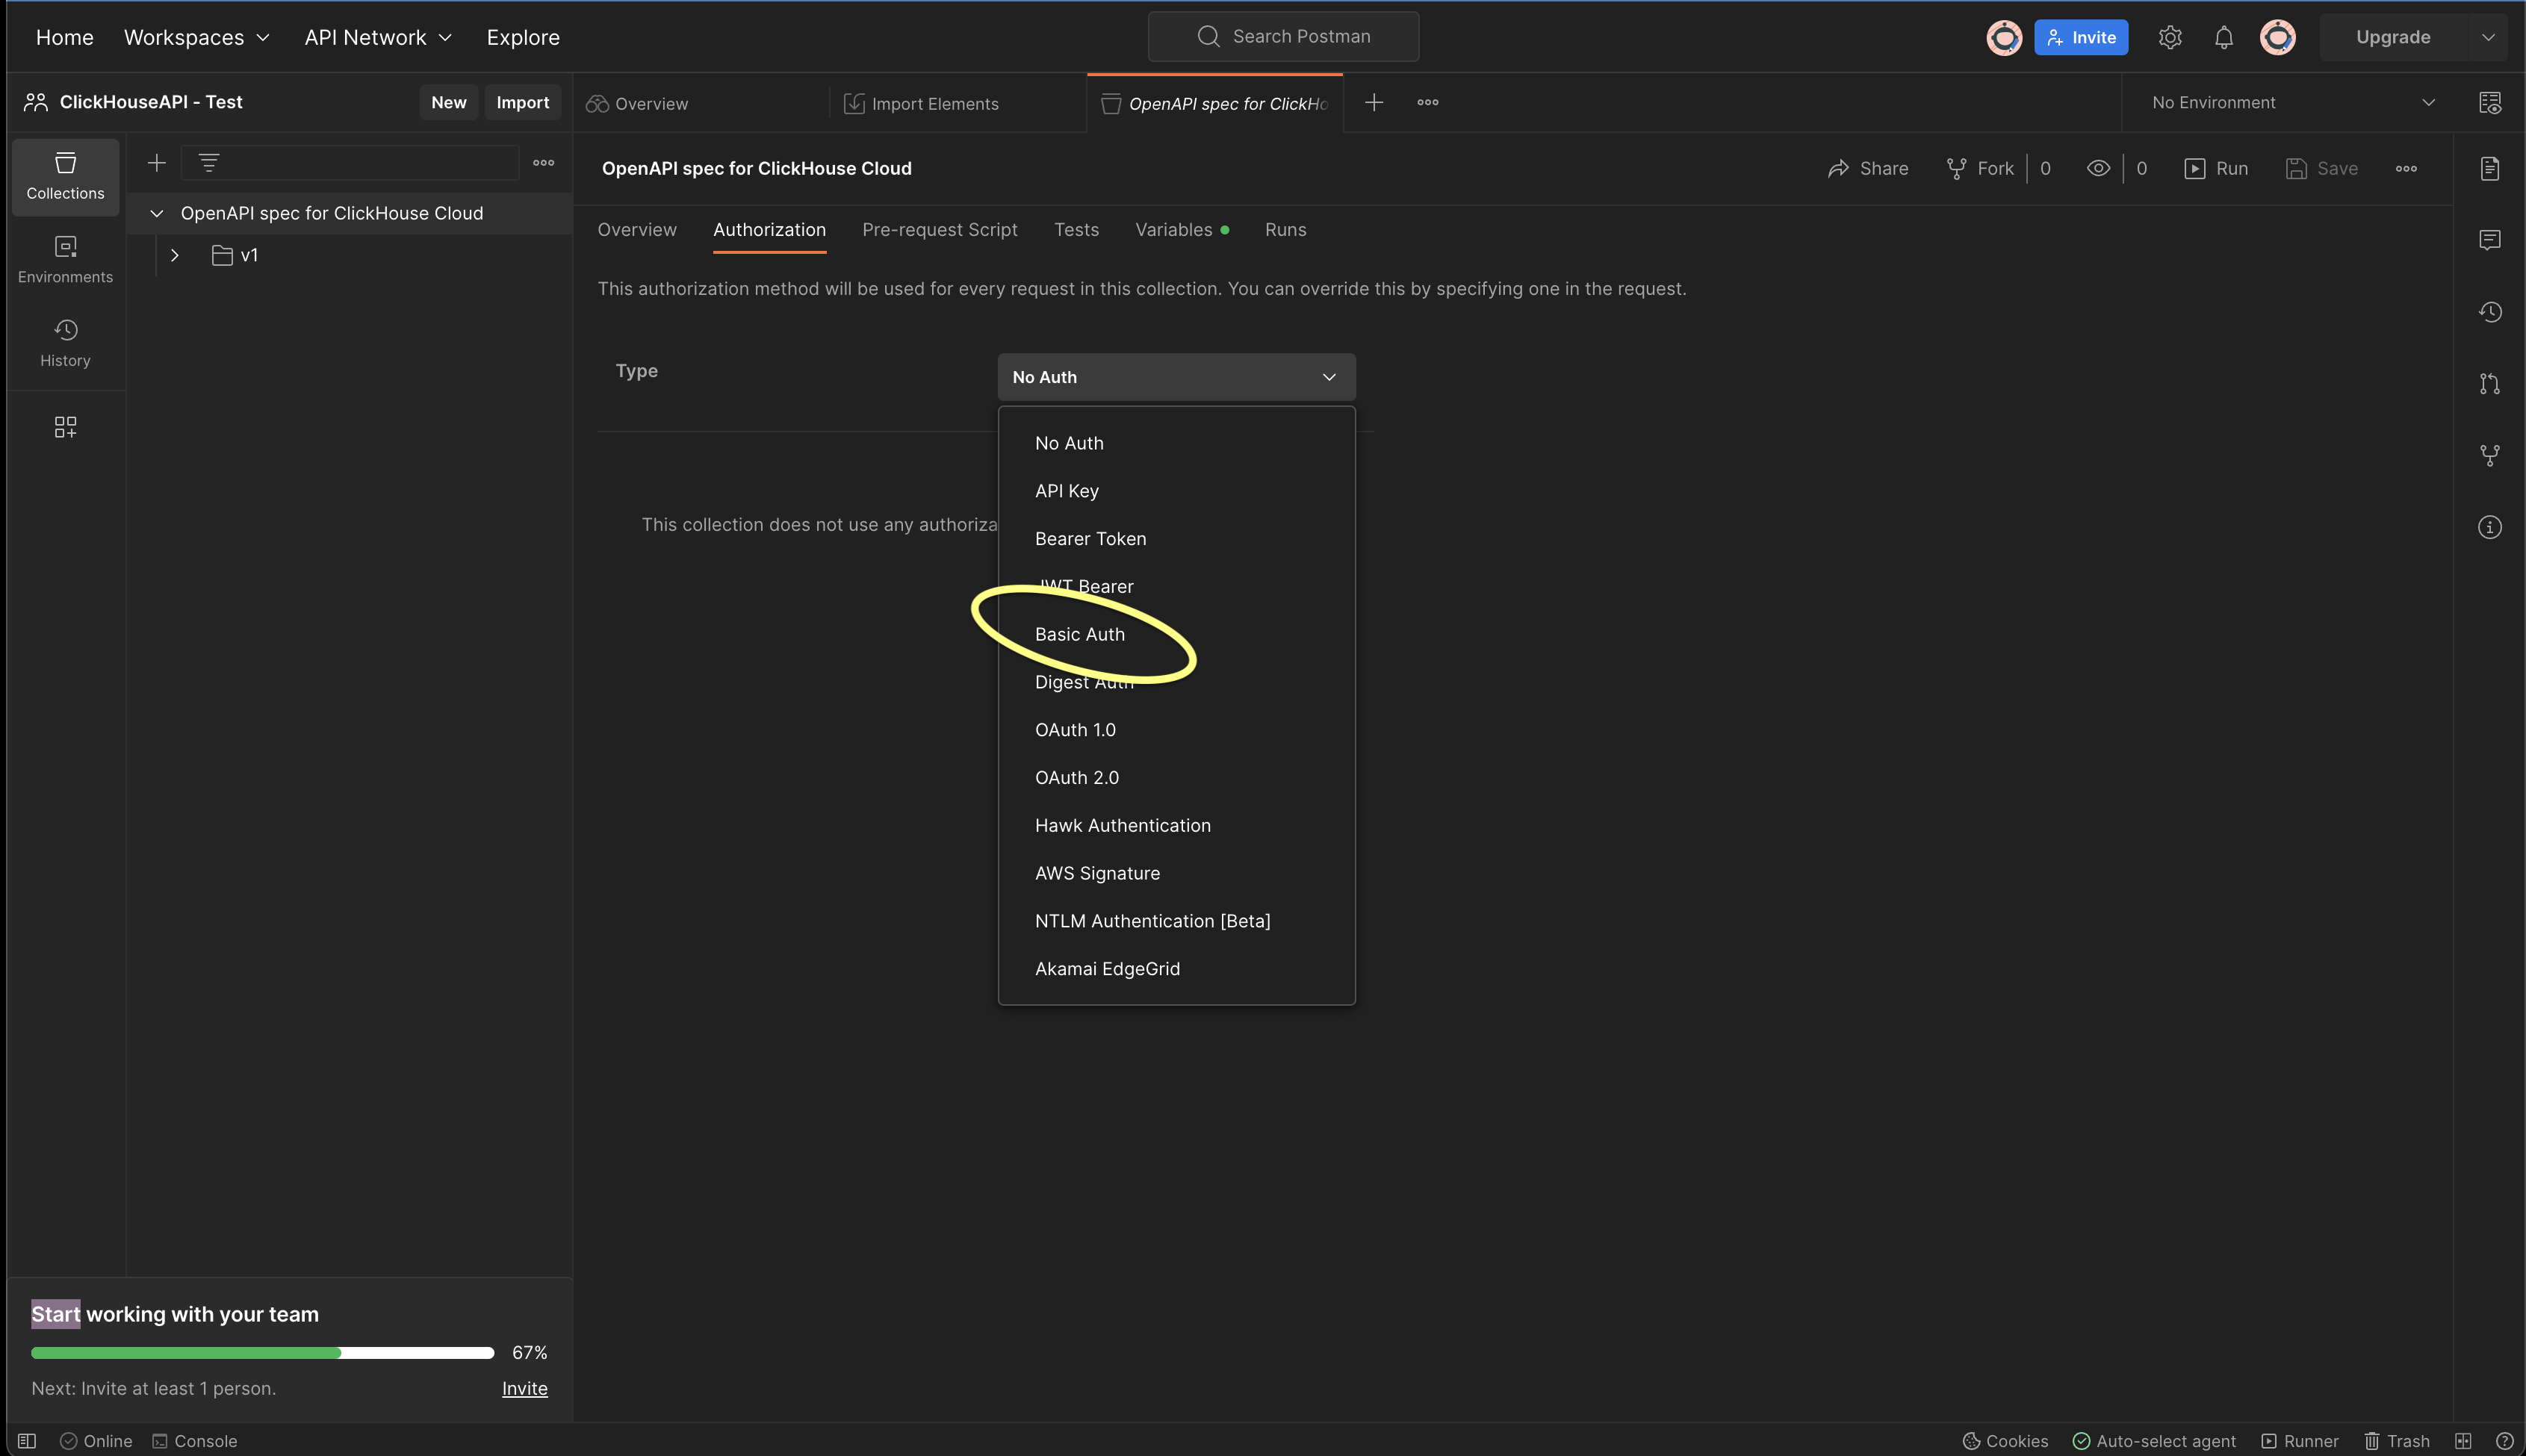 Home Workspaces API Network Explore Search Postman Invite Upgrade
ClickHouseAPI - Test New Import Overview Import Elements OpenAPI spec for ClickHo No Environment
Collections
Environments
History
OpenAPI spec for ClickHouse Cloud
v1
OpenAPI spec for ClickHouse Cloud Share Fork 0 0 Run Save
Overview Authorization Pre-request Script Tests Variables Runs
This authorization method will be used for every request in this collection. You can override this by specifying one in the request.
Type No Auth
No Auth
API Key
This collection does not use any authoriza
Bearer Token
JWT Bearer
Basic Auth
Digest Auth
OAuth 1.0
OAuth 2.0
Hawk Authentication
AWS Signature
NTLM Authentication [Beta]
Akamai EdgeGrid
Start working with your team
67%
Next: Invite at least 1 person. Invite
Online Console Cookies Auto-select agent Runner Trash